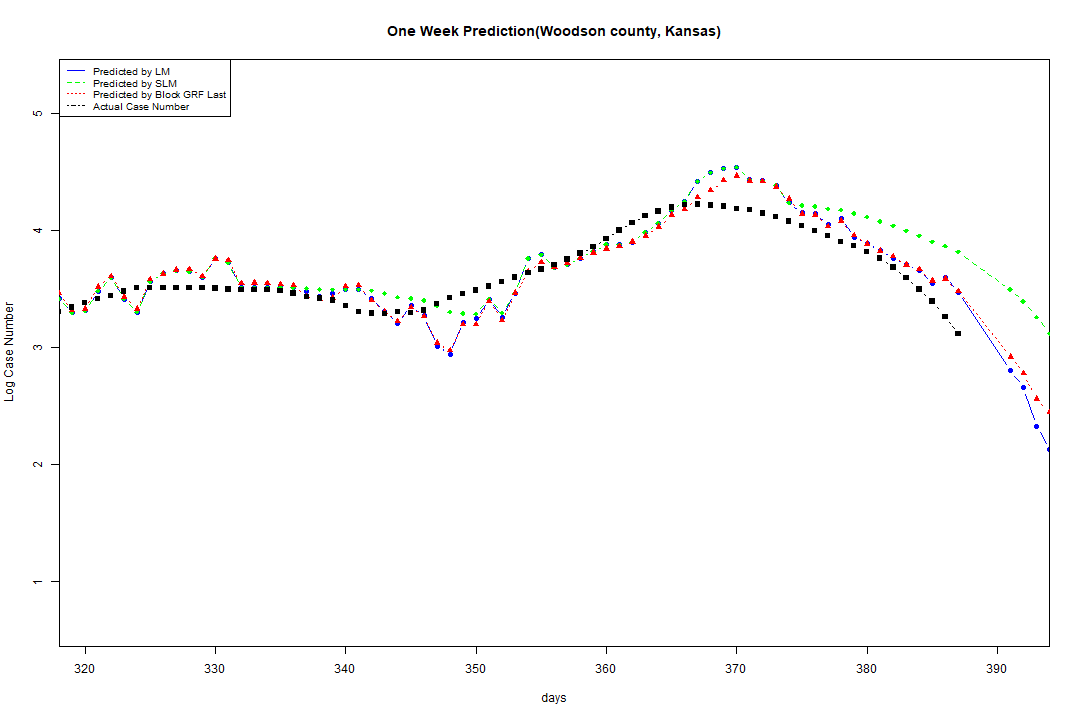 One Week Prediction(Woodson county, Kansas)
Predicted by LM
Predicted by SLM
Predicted by Block GRF Last
Actual Case Number
5
4
3
2
1
Log Case Number
320 330 340 350 360 370 380 390
days